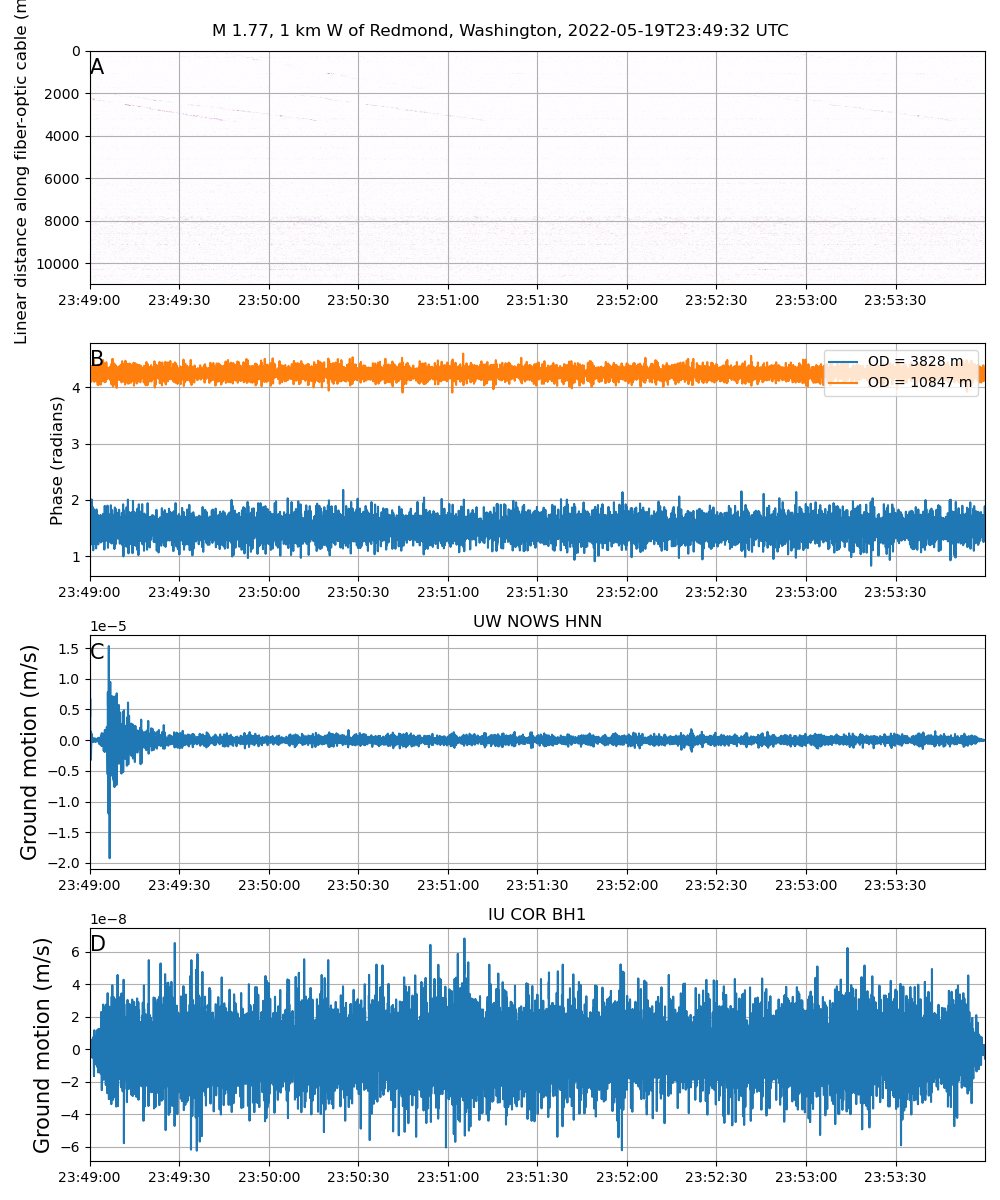 M 1.77, 1 km W of Redmond, Washington, 2022-05-19T23:49:32 UTC
Linear distance along fiber-optic cable (m
A
0
2000
4000
6000
8000
10000
23:49:00 23:49:30 23:50:00 23:50:30 23:51:00 23:51:30 23:52:00 23:52:30 23:53:00 23:53:30
Phase (radians)
B
OD = 3828 m
OD = 10847 m
4
3
2
1
23:49:00 23:49:30 23:50:00 23:50:30 23:51:00 23:51:30 23:52:00 23:52:30 23:53:00 23:53:30
UW NOWS HNN
1e−5
Ground motion (m/s)
C
1.5
1.0
0.5
0.0
−0.5
−1.0
−1.5
−2.0
23:49:00 23:49:30 23:50:00 23:50:30 23:51:00 23:51:30 23:52:00 23:52:30 23:53:00 23:53:30
IU COR BH1
1e−8
Ground motion (m/s)
D
6
4
2
0
−2
−4
−6
23:49:00 23:49:30 23:50:00 23:50:30 23:51:00 23:51:30 23:52:00 23:52:30 23:53:00 23:53:30